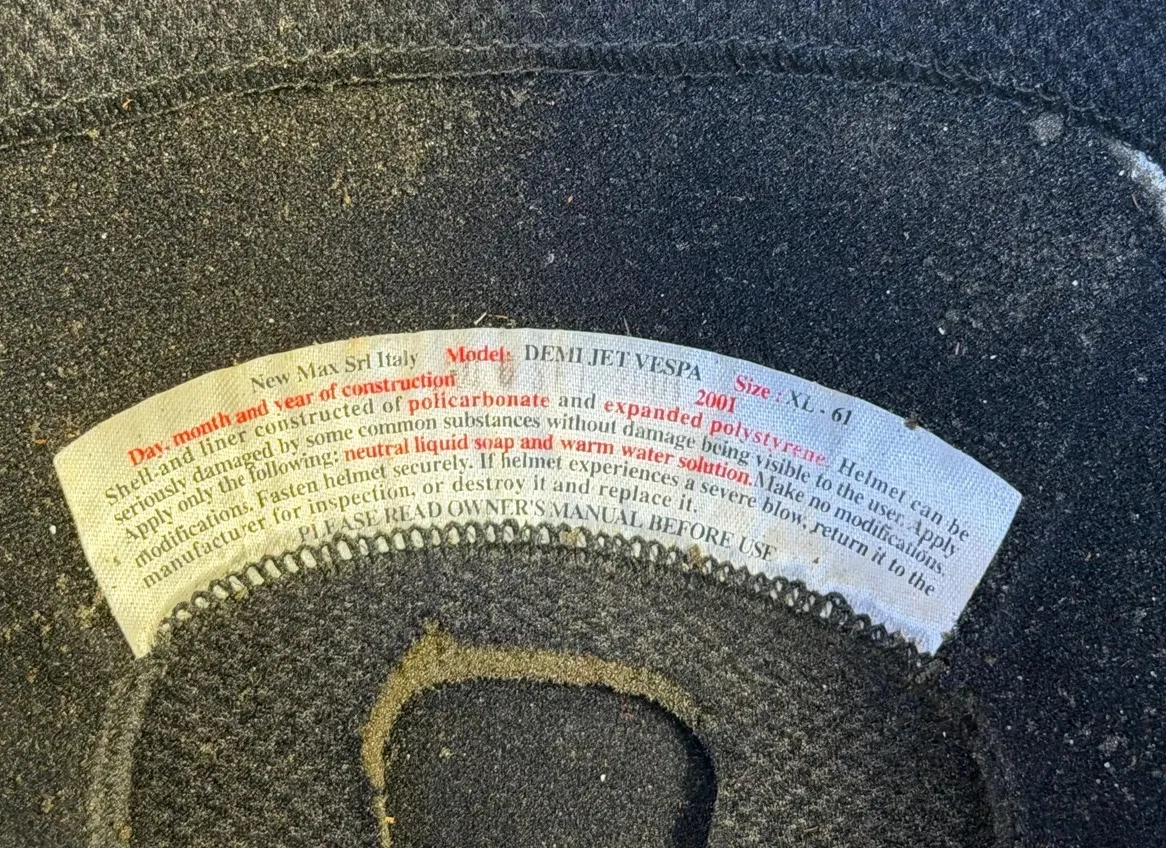 New Max Srl Italy Model: DEMI JET VESPA Size : XL - 61
Day, month and year of construction 2001
Shell and liner constructed of policarbonate and expanded polystyrene. Helmet can be
seriously damaged by some common substances without damage being visible to the user. Apply
Apply only the following: neutral liquid soap and warm water solution. Make no modifications.
modifications. Fasten helmet securely. If helmet experiences a severe blow, return it to the
manufacturer for inspection, or destroy it and replace it.
PLEASE READ OWNER'S MANUAL BEFORE USE